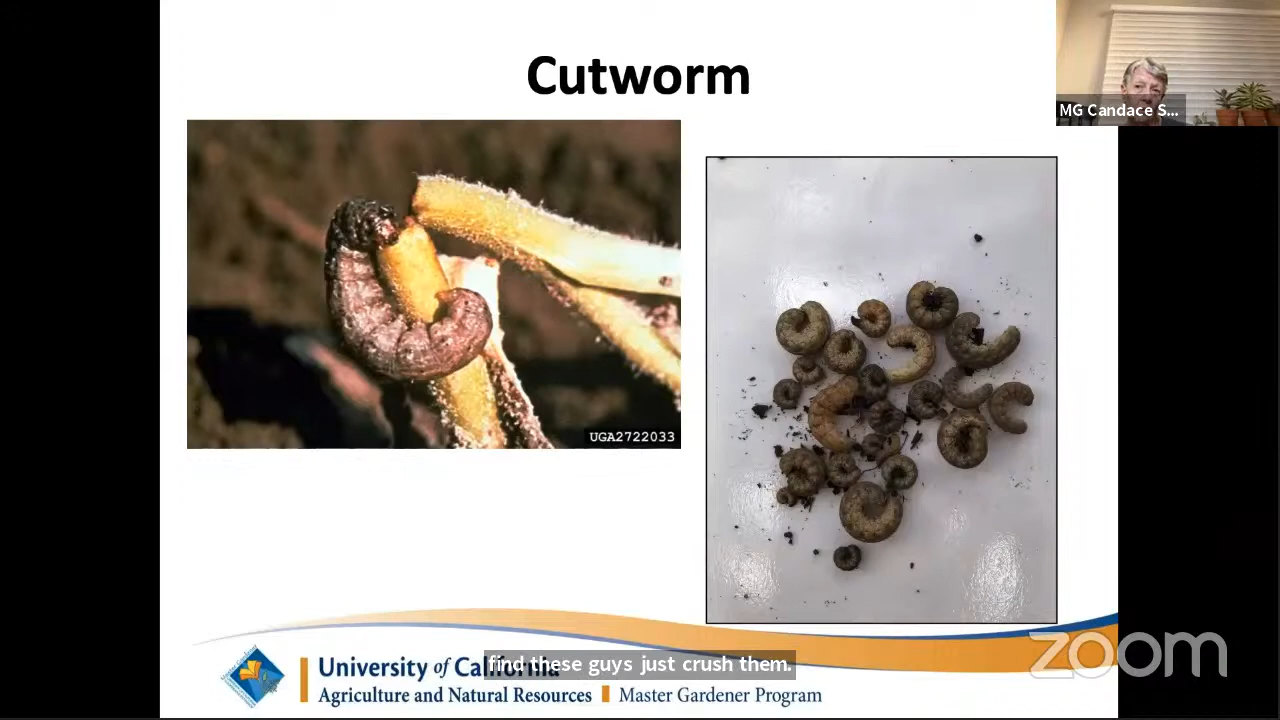 Cutworm
MG Candace S...
UGA2722033
find these guys just crush them.
University of California
Agriculture and Natural Resources
Master Gardener Program
zoom